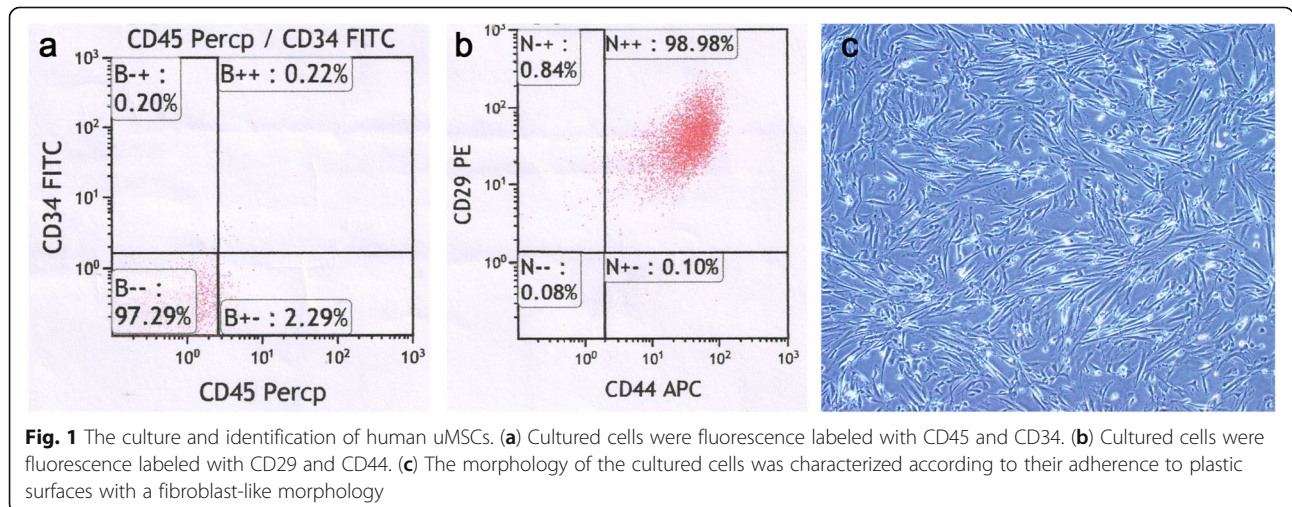 a
CD45 Percp / CD34 FITC
B-+ :
0.20%
B++ : 0.22%
B-- :
97.29%
B+- : 2.29%
10³
10²
10¹
10⁰
CD34 FITC
10⁰ 10¹ 10² 10³
CD45 Percp
b
N-+ :
0.84%
N++ : 98.98%
N-- :
0.08%
N+- : 0.10%
10³
10²
10¹
10⁰
CD29 PE
10⁰ 10¹ 10² 10³
CD44 APC
c
Fig. 1 The culture and identification of human uMSCs. (a) Cultured cells were fluorescence labeled with CD45 and CD34. (b) Cultured cells were
fluorescence labeled with CD29 and CD44. (c) The morphology of the cultured cells was characterized according to their adherence to plastic
surfaces with a fibroblast-like morphology